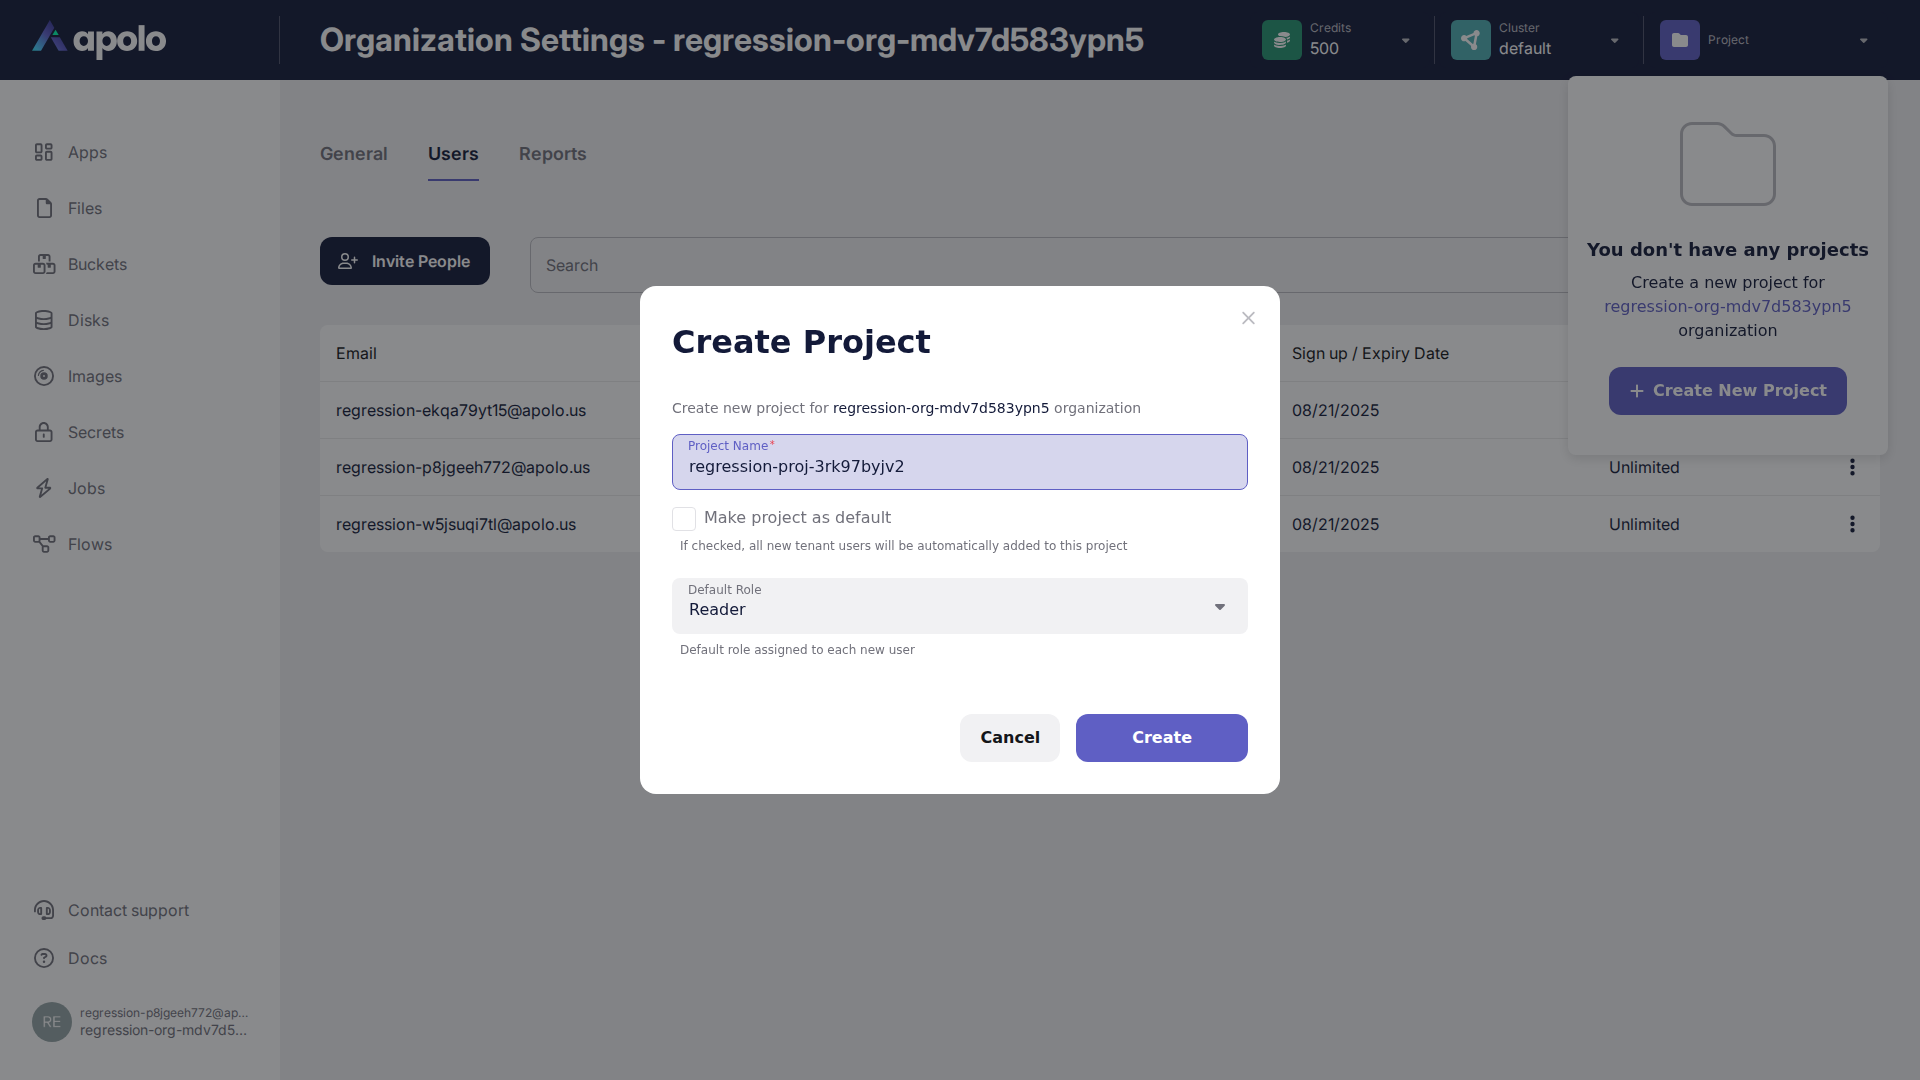 apolo
Organization Settings - regression-org-mdv7d583ypn5
Credits
500
Cluster
default
Project
Apps
Files
Buckets
Disks
Images
Secrets
Jobs
Flows
Contact support
Docs
RE
regression-p8jgeeh772@ap...
regression-org-mdv7d5...
General
Users
Reports
Invite People
Search
Email
Sign up / Expiry Date
regression-ekqa79yt15@apolo.us
08/21/2025
regression-p8jgeeh772@apolo.us
08/21/2025
Unlimited
regression-w5jsuqi7tl@apolo.us
08/21/2025
Unlimited
You don't have any projects
Create a new project for
regression-org-mdv7d583ypn5
organization
Create New Project
Create Project
Create new project for regression-org-mdv7d583ypn5 organization
Project Name*
regression-proj-3rk97byjv2
Make project as default
If checked, all new tenant users will be automatically added to this project
Default Role
Reader
Default role assigned to each new user
Cancel
Create